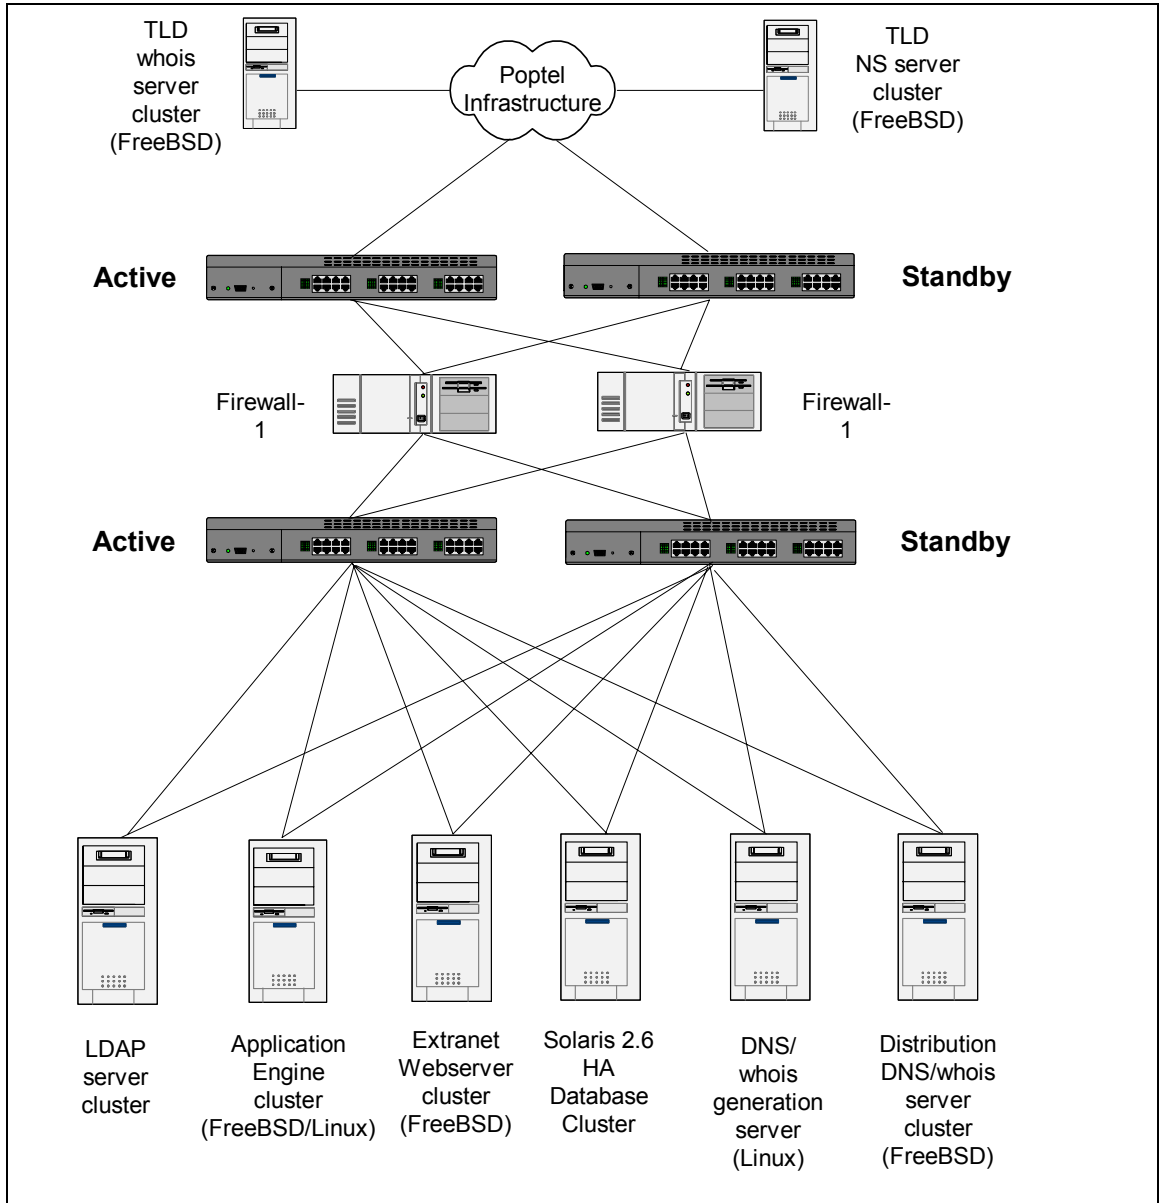 TLD
whois
server
cluster
(FreeBSD)
Poptel
Infrastructure
TLD
NS server
cluster
(FreeBSD)
Active
Standby
Firewall-
1
Firewall-
1
Active
Standby
LDAP
server
cluster
Application
Engine
cluster
(FreeBSD/Linux)
Extranet
Webserver
cluster
(FreeBSD)
Solaris 2.6
HA
Database
Cluster
DNS/
whois
generation
server
(Linux)
Distribution
DNS/whois
server
cluster
(FreeBSD)